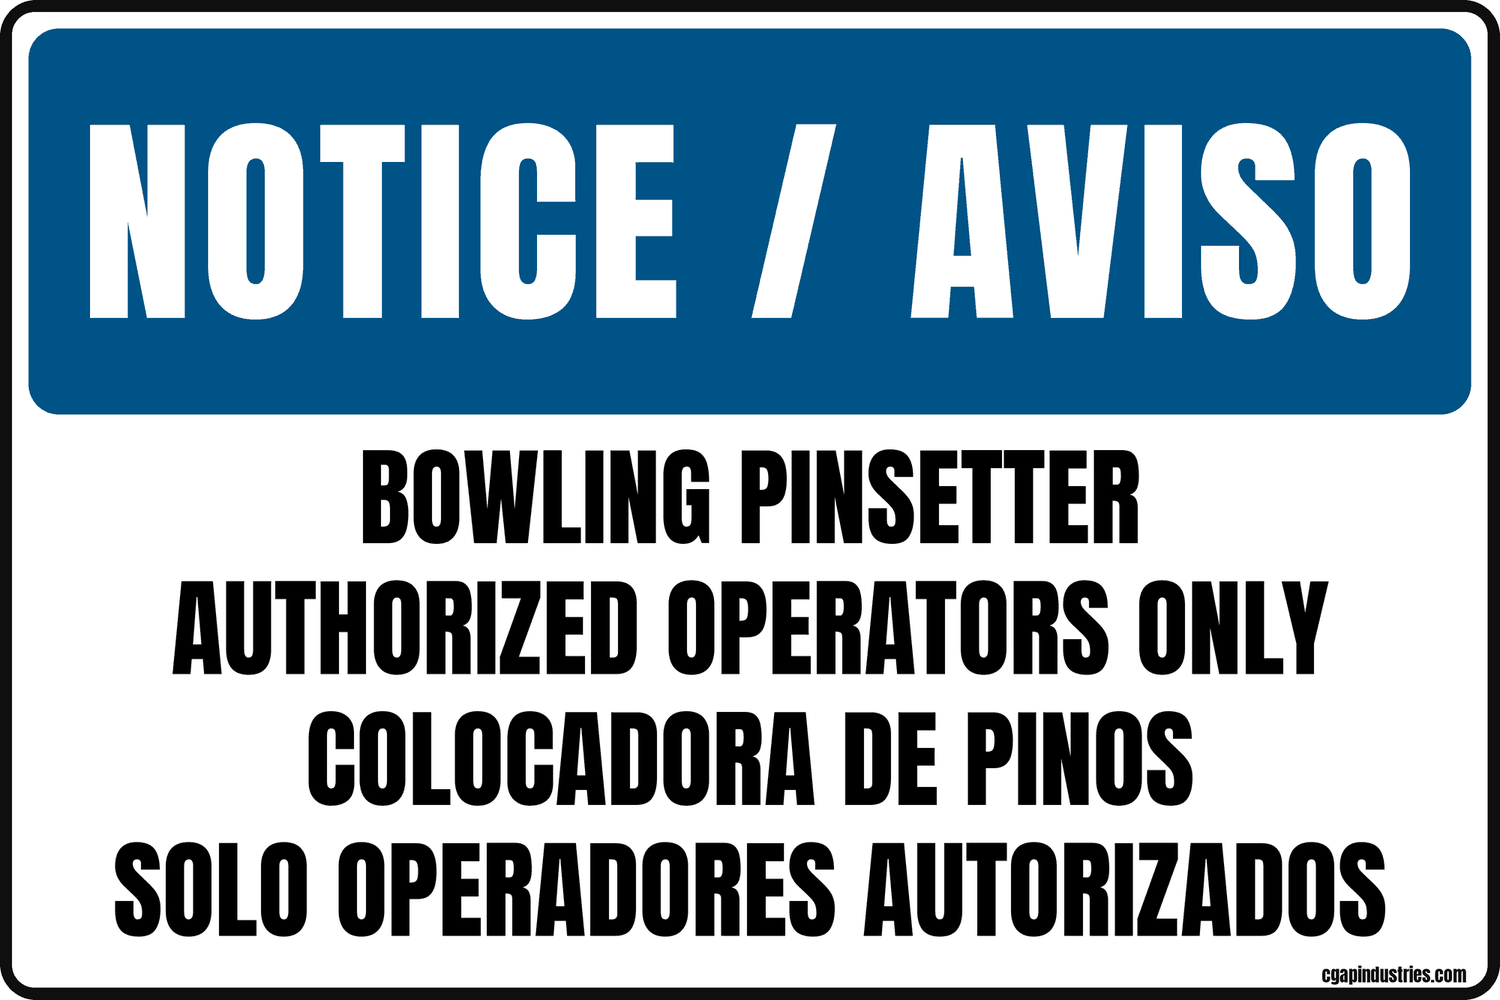 NOTICE / AVISO
BOWLING PINSETTER
AUTHORIZED OPERATORS ONLY
COLOCADORA DE PINOS
SOLO OPERADORES AUTORIZADOS
cgapindustries.com